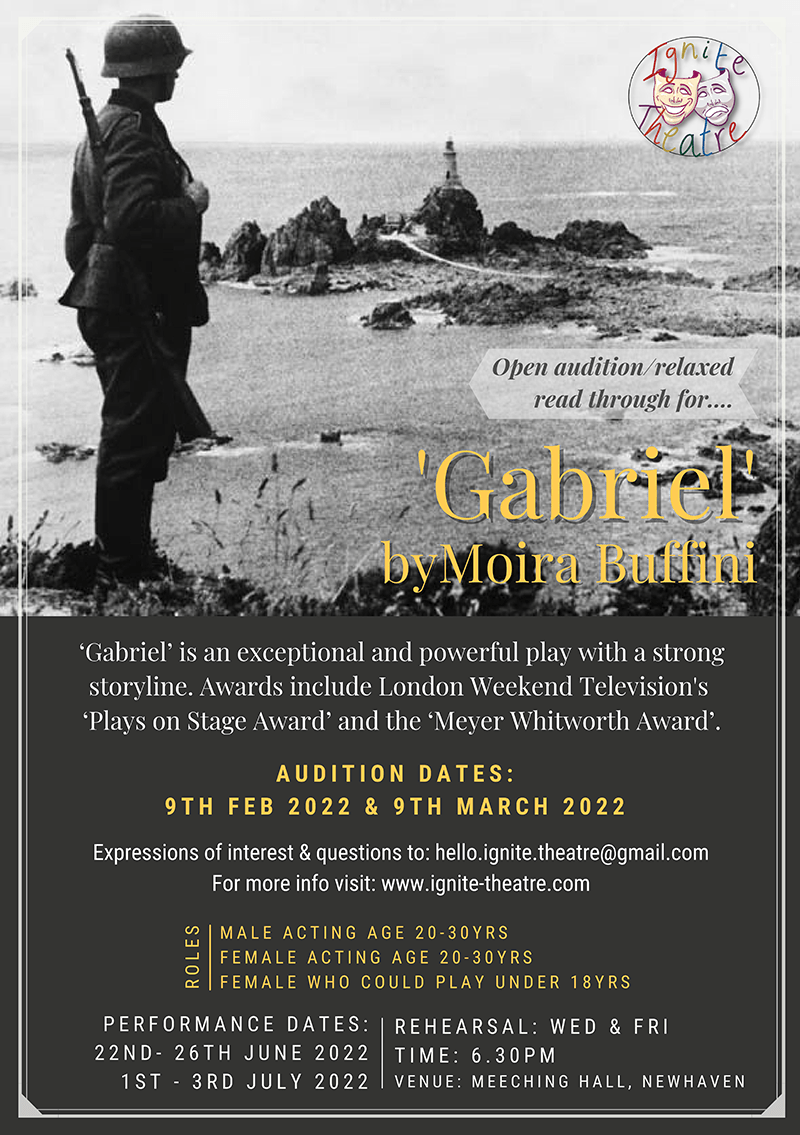 Ignite
Theatre
Open audition/relaxed
read through for....
'Gabriel'
byMoira Buffini
‘Gabriel’ is an exceptional and powerful play with a strong
storyline. Awards include London Weekend Television's
‘Plays on Stage Award’ and the ‘Meyer Whitworth Award’.
AUDITION DATES:
9TH FEB 2022 & 9TH MARCH 2022
Expressions of interest & questions to: hello.ignite.theatre@gmail.com
For more info visit: www.ignite-theatre.com
ROLES
MALE ACTING AGE 20-30YRS
FEMALE ACTING AGE 20-30YRS
FEMALE WHO COULD PLAY UNDER 18YRS
PERFORMANCE DATES:
22ND- 26TH JUNE 2022
1ST - 3RD JULY 2022
REHEARSAL: WED & FRI
TIME: 6.30PM
VENUE: MEECHING HALL, NEWHAVEN